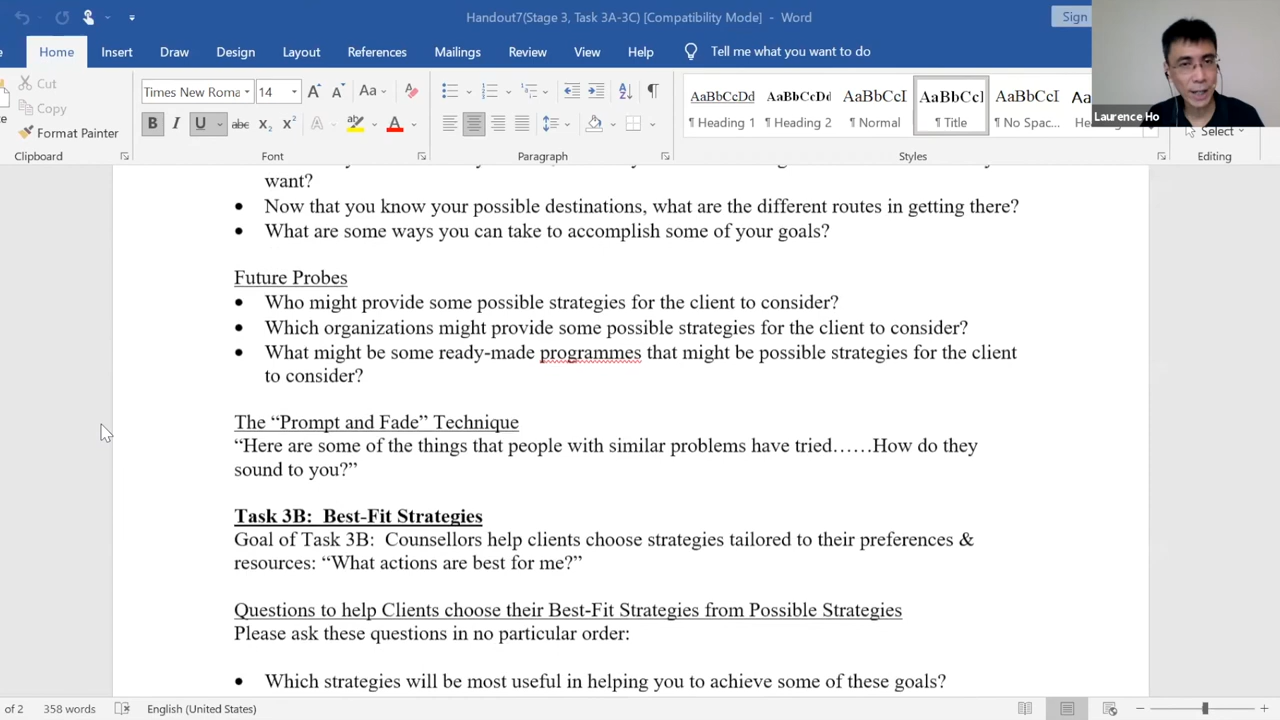 Handout7(Stage 3, Task 3A-3C) [Compatibility Mode] - Word
Sign
Home Insert Draw Design Layout References Mailings Review View Help Tell me what you want to do
Cut
Copy
Format Painter
Clipboard
Times New Roma 14
Font
Paragraph
AaBbCcDd AaBbCcDd AaBbCcI AaBbCcI AaBbCcI
¶ Heading 1 ¶ Heading 2 ¶ Normal ¶ Title ¶ No Spac...
Styles
Select
Editing
Laurence Ho
want?
• Now that you know your possible destinations, what are the different routes in getting there?
• What are some ways you can take to accomplish some of your goals?
Future Probes
• Who might provide some possible strategies for the client to consider?
• Which organizations might provide some possible strategies for the client to consider?
• What might be some ready-made programmes that might be possible strategies for the client
to consider?
The “Prompt and Fade” Technique
“Here are some of the things that people with similar problems have tried……How do they
sound to you?”
Task 3B: Best-Fit Strategies
Goal of Task 3B: Counsellors help clients choose strategies tailored to their preferences &
resources: “What actions are best for me?”
Questions to help Clients choose their Best-Fit Strategies from Possible Strategies
Please ask these questions in no particular order:
• Which strategies will be most useful in helping you to achieve some of these goals?
of 2 358 words English (United States)